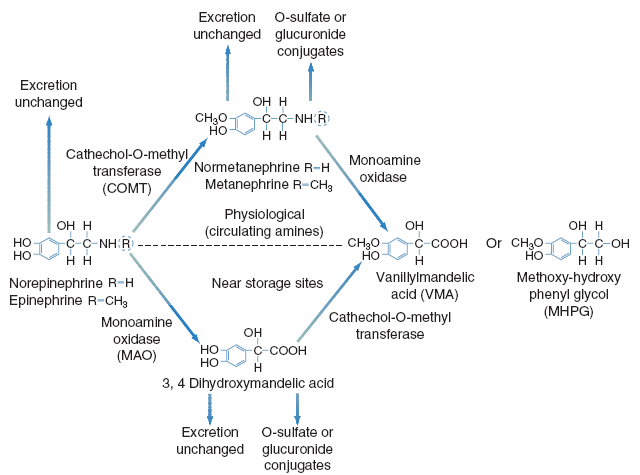 Excretion
unchanged
O-sulfate or
glucuronide
conjugates
Excretion
unchanged
OH H
CH₃O
HO
C–C–NH–R
H H
Cathechol-O-methyl
transferase
(COMT)
Normetanephrine R=H
Metanephrine R=CH₃
Monoamine
oxidase
Physiological
(circulating amines)
OH H
HO
HO
C–C–NH–R
H H
OH
CH₃O
HO
C–COOH
H
Or
OH H
CH₃O
HO
C–C–OH
H H
Norepinephrine R=H
Epinephrine R=CH₃
Near storage sites
Vanillylmandelic
acid (VMA)
Methoxy-hydroxy
phenyl glycol
(MHPG)
Monoamine
oxidase
(MAO)
Cathechol-O-methyl
transferase
OH
HO
HO
C–COOH
H
3, 4 Dihydroxymandelic acid
Excretion
unchanged
O-sulfate or
glucuronide
conjugates